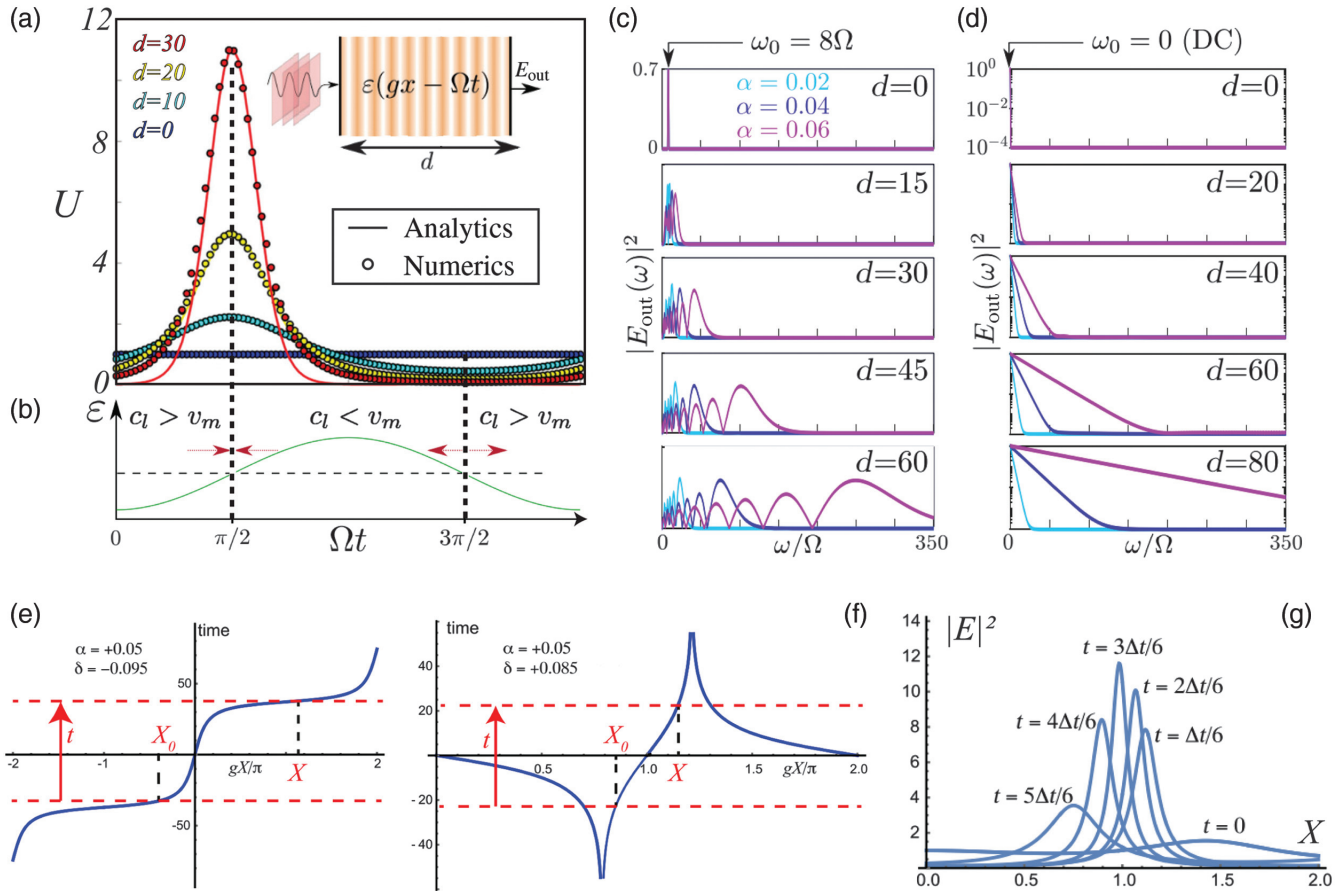 (a)
12
8
4
0
U
d=30
d=20
d=10
d=0
ε(gx − Ωt)
E_out
d
Analytics
Numerics
(b)
ε
c_l > v_m
c_l < v_m
c_l > v_m
0
π/2
Ωt
3π/2
(c)
ω₀ = 8Ω
0.7
0
α = 0.02
α = 0.04
α = 0.06
d=0
d=15
d=30
d=45
d=60
|E_out(ω)|²
0
ω/Ω
350
(d)
ω₀ = 0 (DC)
10⁰
10⁻²
10⁻⁴
d=0
d=20
d=40
d=60
d=80
|E_out(ω)|²
0
ω/Ω
350
(e)
time
α = +0.05
δ = −0.095
50
-50
-2
-1
1
2
t
X₀
X
gX/π
time
α = +0.05
δ = +0.085
40
20
0
- 20
- 40
0.5
1.0
1.5
2.0
t
X₀
X
gX/π
(f)
(g)
|E|²
14
12
10
8
6
4
2
t = 3Δt/6
t = 2Δt/6
t = 4Δt/6
t = Δt/6
t = 5Δt/6
t = 0
X
0.0
0.5
1.0
1.5
2.0